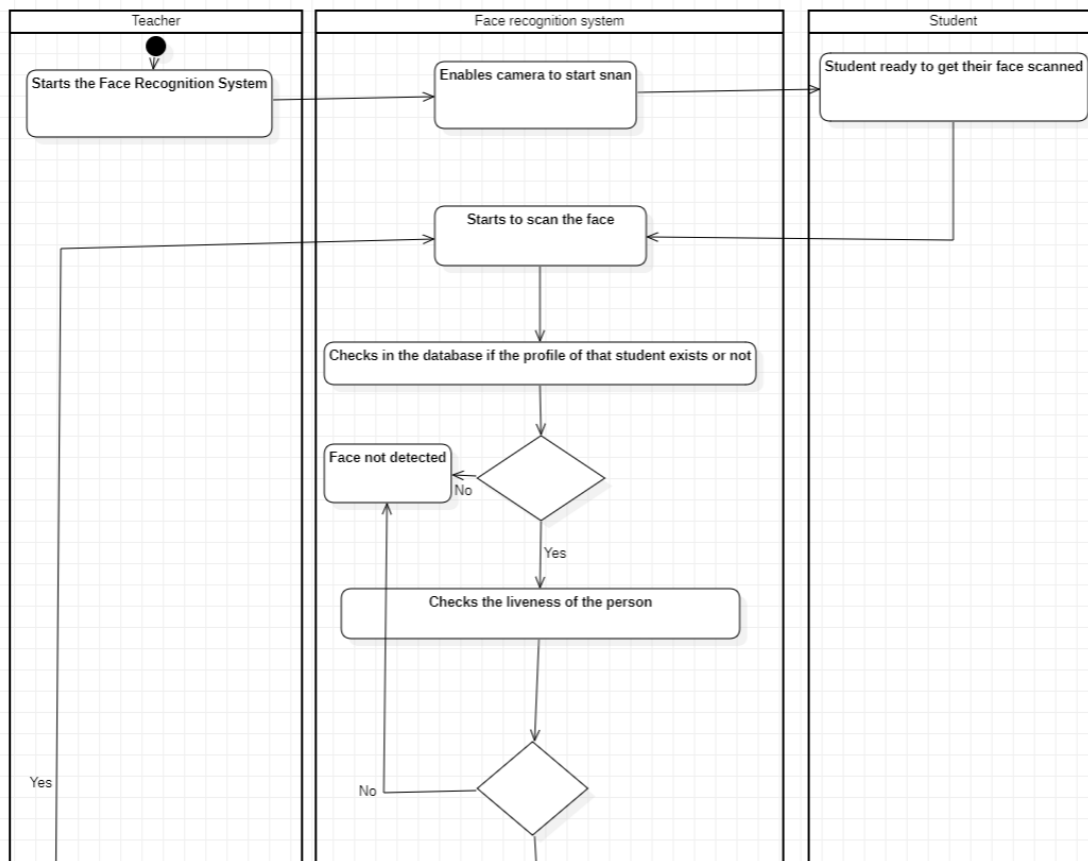 Teacher
Face recognition system
Student
Starts the Face Recognition System
Enables camera to start snan
Student ready to get their face scanned
Starts to scan the face
Checks in the database if the profile of that student exists or not
Face not detected
No
Yes
Checks the liveness of the person
Yes
No